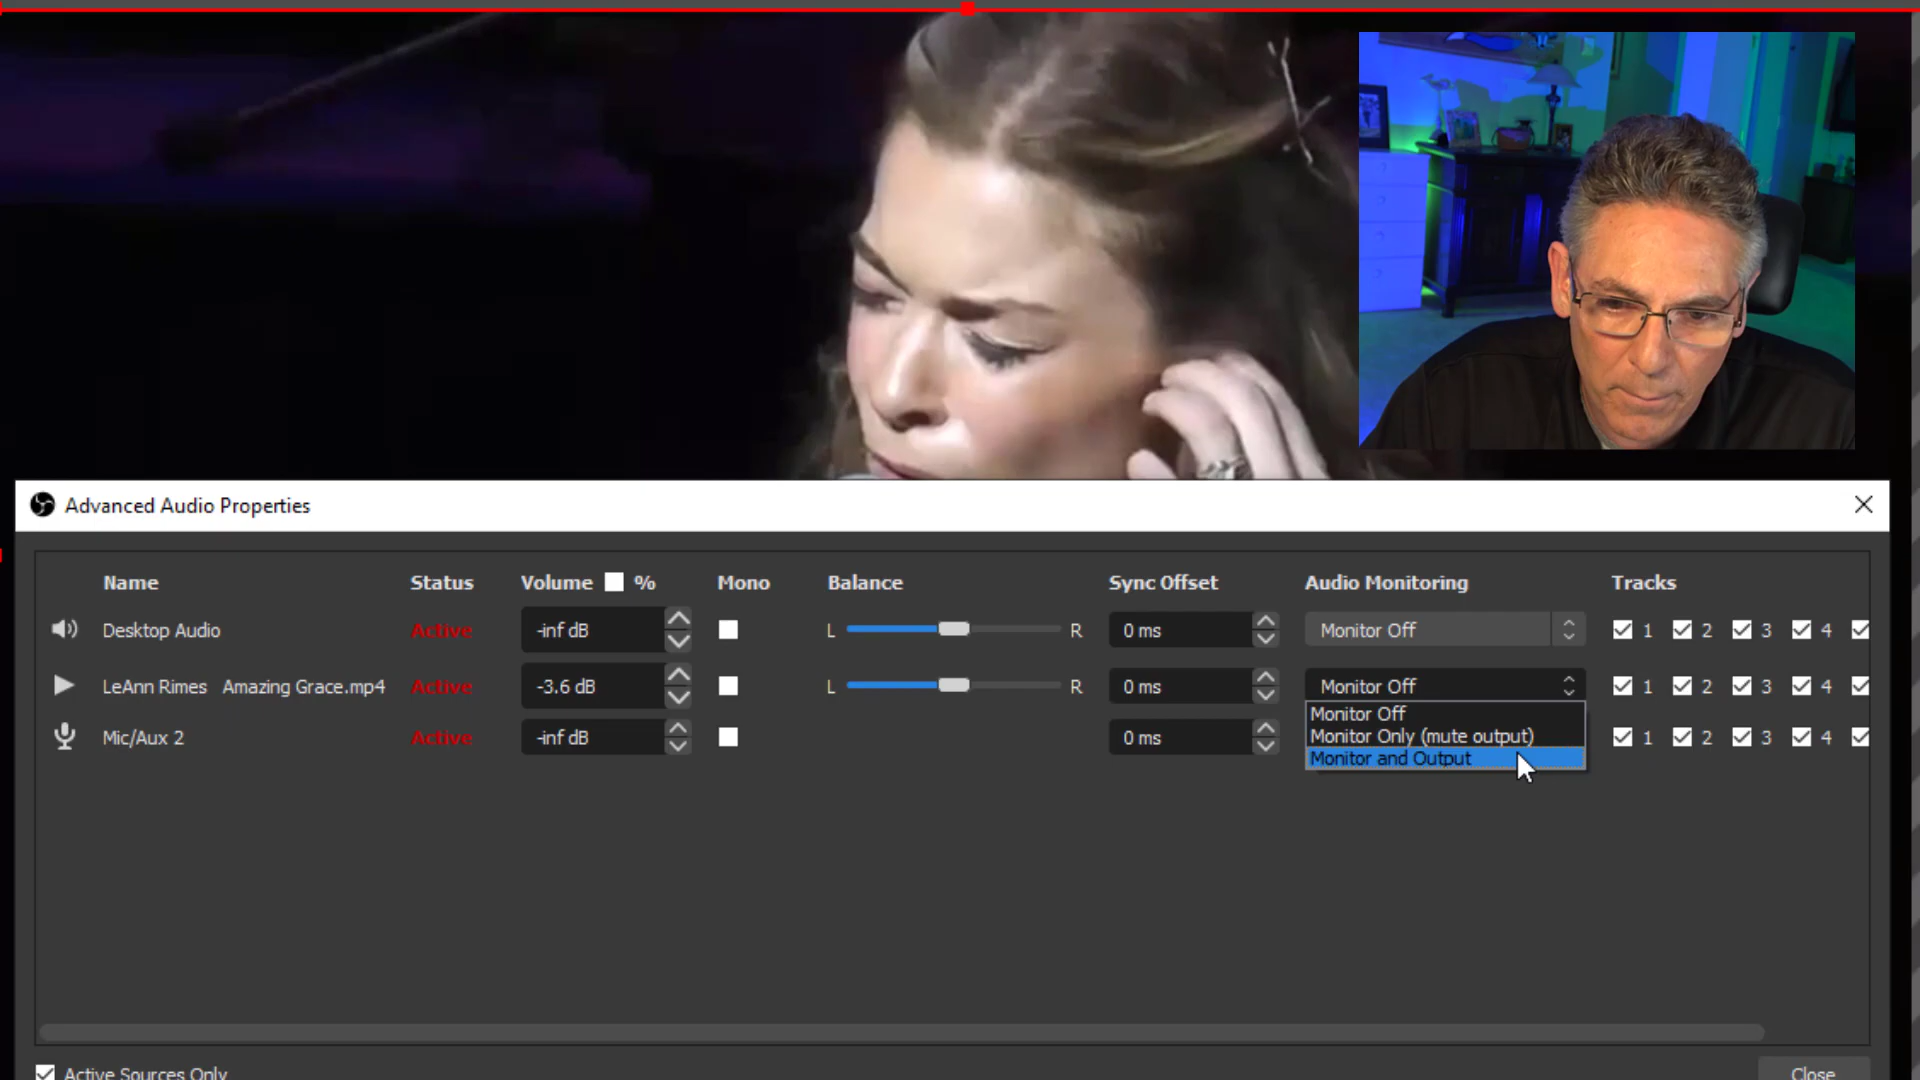 Advanced Audio Properties
Name Status Volume % Mono Balance Sync Offset Audio Monitoring Tracks
Desktop Audio Active -inf dB L R 0 ms Monitor Off 1 2 3 4
LeAnn Rimes Amazing Grace.mp4 Active -3.6 dB L R 0 ms Monitor Off 1 2 3 4
Monitor Off
Mic/Aux 2 Active -inf dB 0 ms Monitor Only (mute output) 1 2 3 4
Monitor and Output
Active Sources Only Close